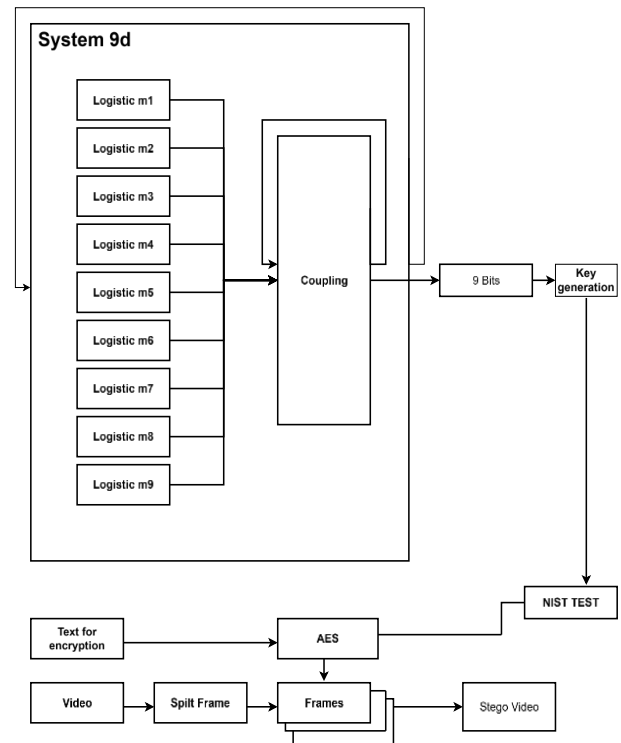 System 9d
Logistic m1
Logistic m2
Logistic m3
Logistic m4
Logistic m5
Logistic m6
Logistic m7
Logistic m8
Logistic m9
Coupling
9 Bits
Key
generation
NIST TEST
Text for
encryption
AES
Video
Spilt Frame
Frames
Stego Video